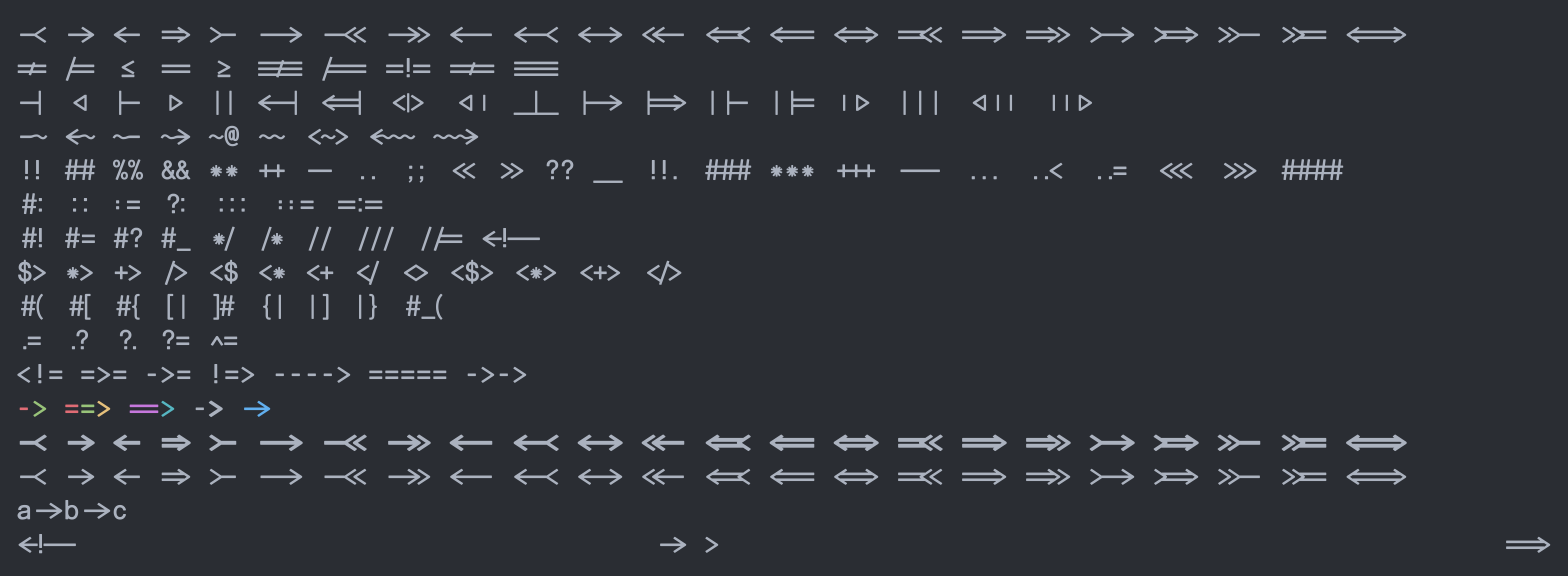 -< -> <- => >- --> -<< ->> <-- <-< <-> <<- <=< <== <=> =<< ==> =>> >-> >=> >>- >>= <=>
!= /= <= == >= !== /== =!= =/= ===
-| <| |- |> || <-| <=| <|> <|| _|_ |-> |=> ||- ||= ||> ||| <||| |||>
-~ <~ ~- ~> ~@ ~~ <~> <~~ ~~>
!! ## %% && ** ++ -- .. ;; << >> ?? __ !!. ### *** +++ --- ... ..< ..= <<< >>> ####
#: :: := ?: ::: ::= =:=
#! #= #? #_ */ /* // /// //= <!--
$> *> +> /> <$ <* <+ </ <> <$> <*> <+> </>
#( #[ #{ [| ]# {| |] |} #_(
.= .? ?. ?= ^=
<!= =>= ->= !=> ----> ===== ->->
-> ==> ==> -> ->
-< -> <- => >- --> -<< ->> <-- <-< <-> <<- <=< <== <=> =<< ==> =>> >-> >=> >>- >>= <=>
-< -> <- => >- --> -<< ->> <-- <-< <-> <<- <=< <== <=> =<< ==> =>> >-> >=> >>- >>= <=>
a->b->c
<!-- -> > ==>